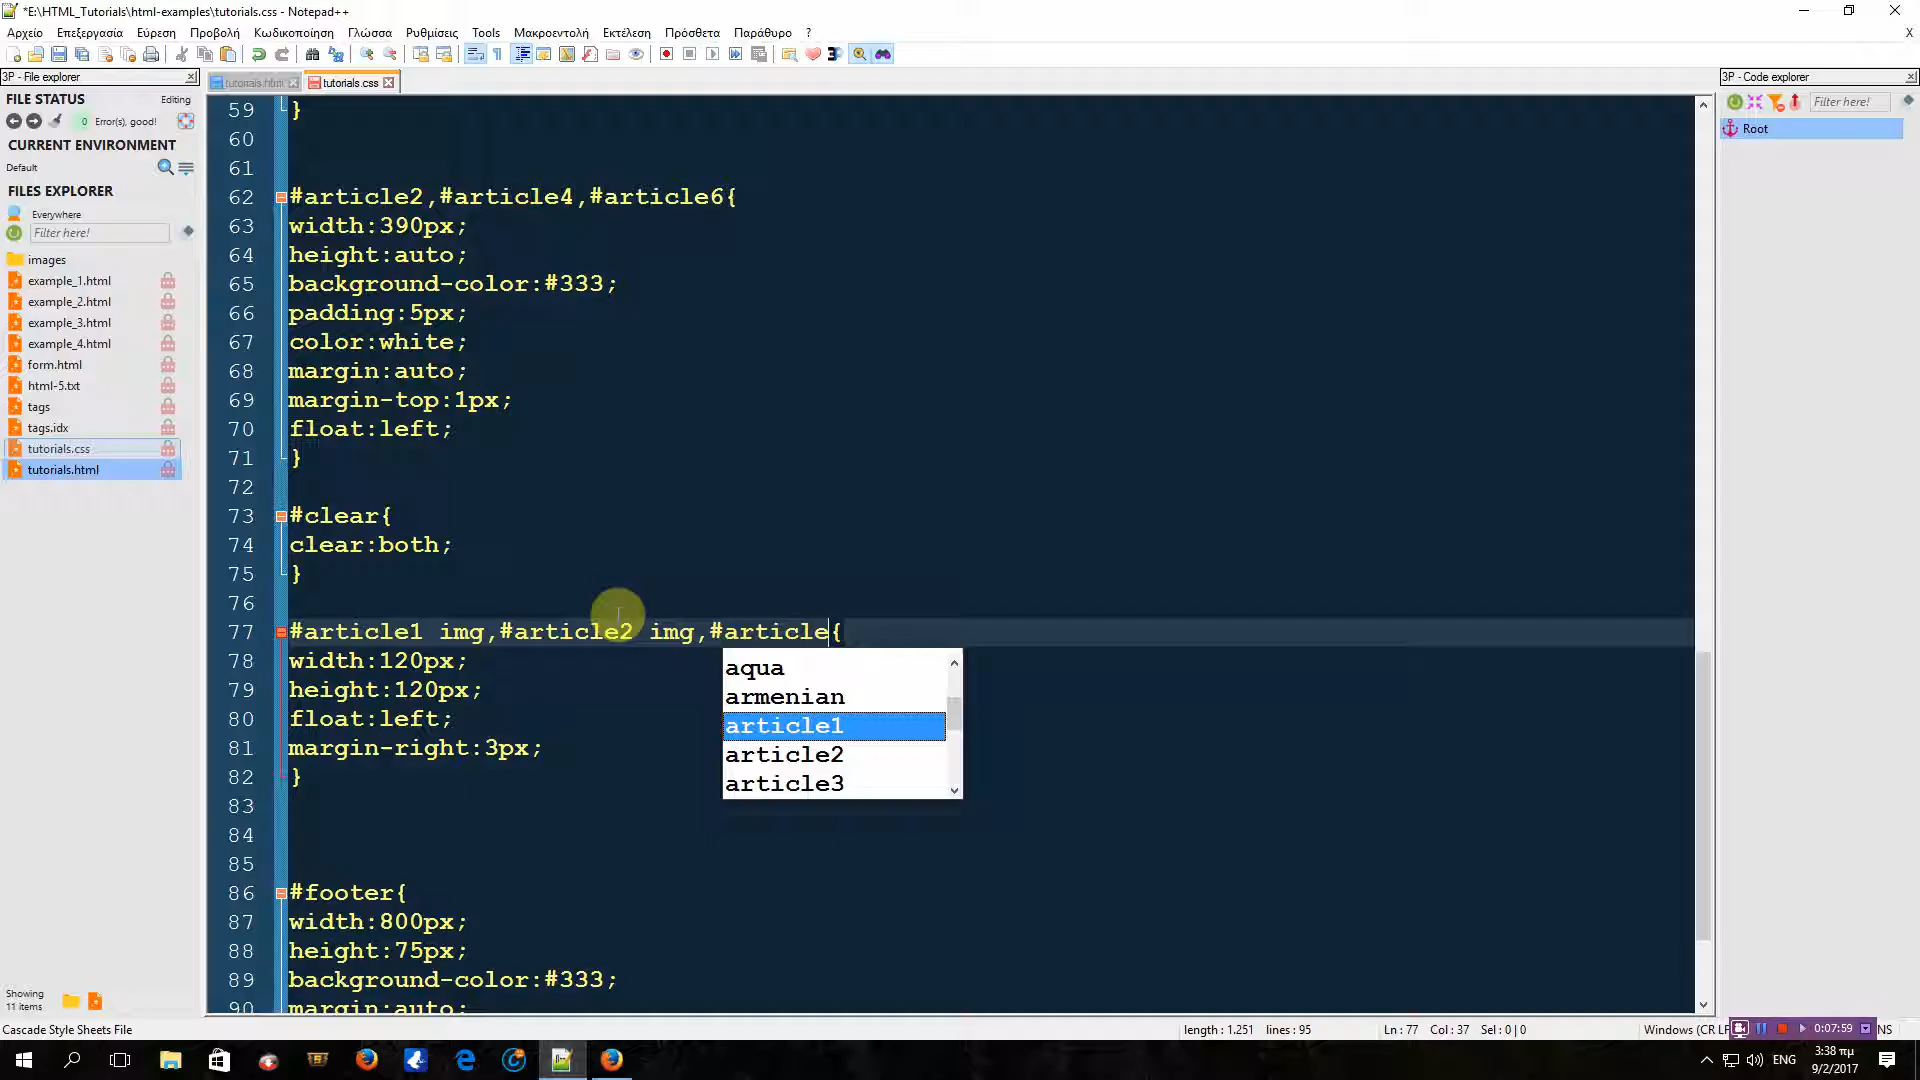 *E:\HTML_Tutorials\html-examples\tutorials.css - Notepad++
Αρχείο Επεξεργασία Εύρεση Προβολή Κωδικοποίηση Γλώσσα Ρυθμίσεις Tools Μακροεντολή Εκτέλεση Πρόσθετα Παράθυρο ? X
3P - File explorer
tutorials.html tutorials.css
3P - Code explorer
FILE STATUS Editing
0 Error(s), good!
Filter here!
CURRENT ENVIRONMENT
Root
Default
FILES EXPLORER
Everywhere
Filter here!
images
example_1.html
example_2.html
example_3.html
example_4.html
form.html
html-5.txt
tags
tags.idx
tutorials.css
tutorials.html
59 }
60
61
62 #article2,#article4,#article6{
63 width:390px;
64 height:auto;
65 background-color:#333;
66 padding:5px;
67 color:white;
68 margin:auto;
69 margin-top:1px;
70 float:left;
71 }
72
73 #clear{
74 clear:both;
75 }
76
77 #article1 img,#article2 img,#article{
78 width:120px;
79 height:120px;
80 float:left;
81 margin-right:3px;
82 }
83
84
85
86 #footer{
87 width:800px;
88 height:75px;
89 background-color:#333;
90 margin:auto;
aqua
armenian
article1
article2
article3
Showing
11 items
Cascade Style Sheets File length : 1.251 lines : 95 Ln : 77 Col : 37 Sel : 0 | 0 Windows (CR LF 0:07:59 NS
ENG
3:38 πμ
9/2/2017